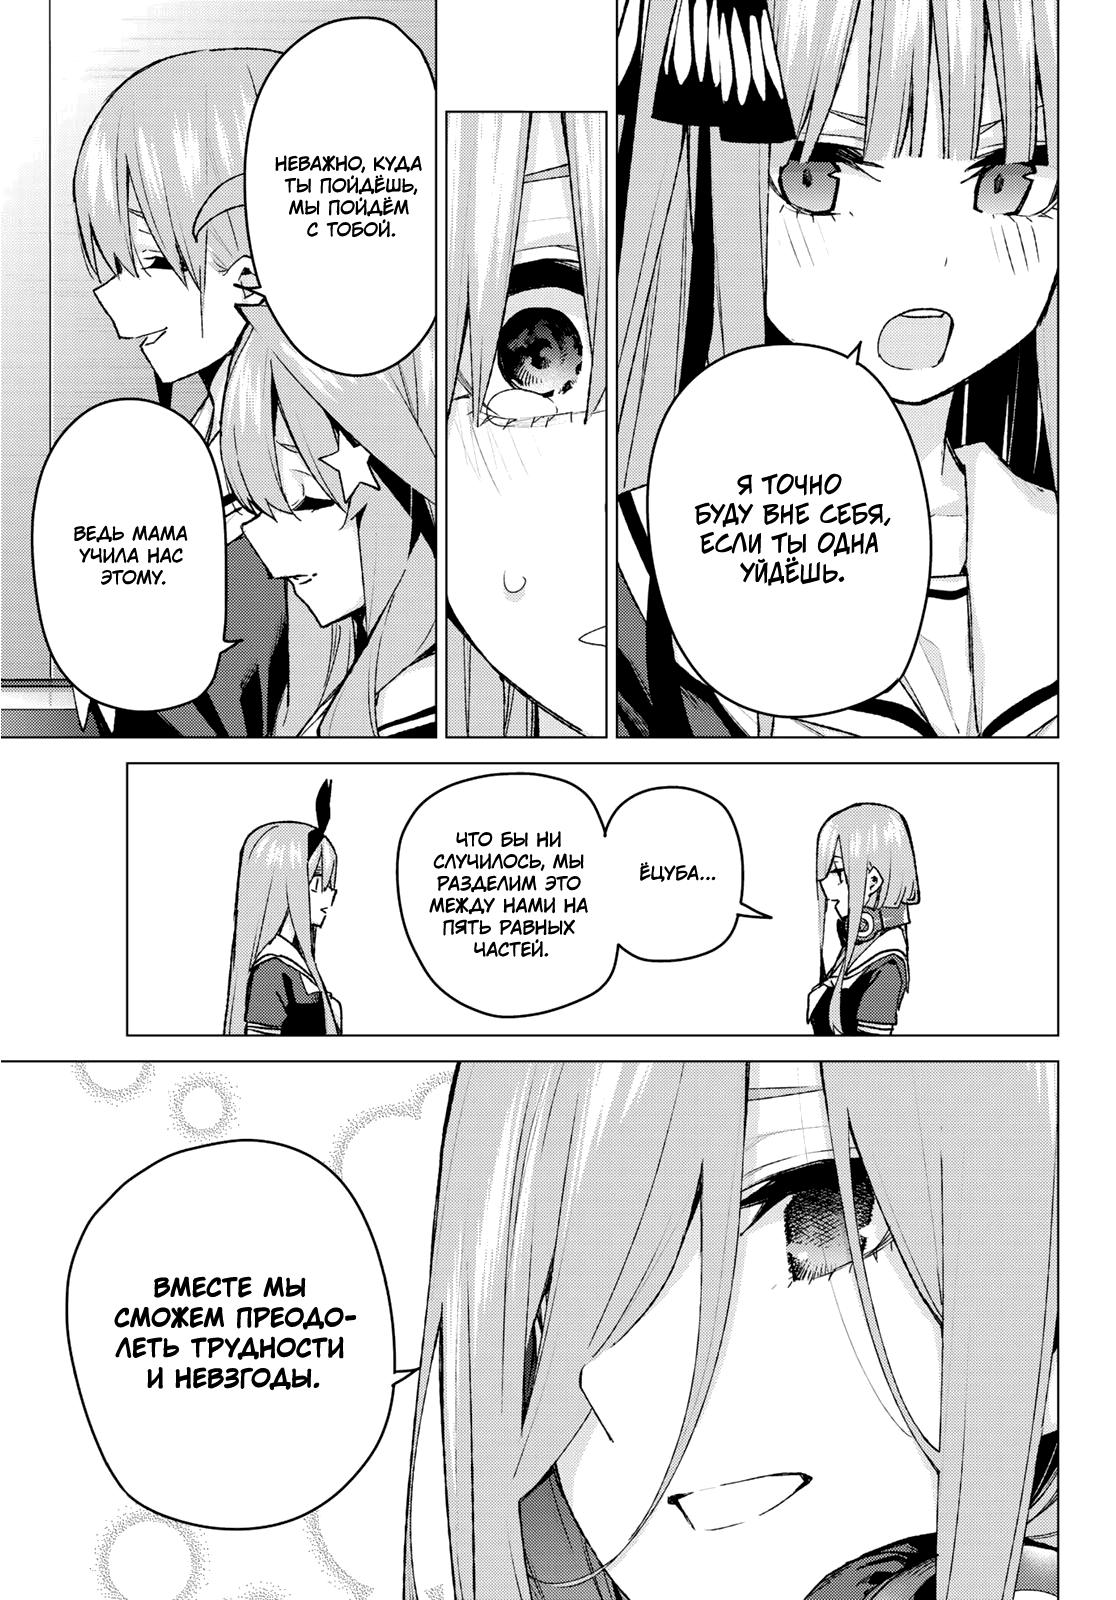 Я ТОЧНО
БУДУ ВНЕ СЕБЯ,
ЕСЛИ ТЫ ОДНА
УЙДЁШЬ.
НЕВАЖНО, КУДА
ТЫ ПОЙДЁШЬ,
МЫ ПОЙДЁМ
С ТОБОЙ.
ВЕДЬ МАМА
УЧИЛА НАС
ЭТОМУ.
ЁЦУБА...
ЧТО БЫ НИ
СЛУЧИЛОСЬ, МЫ
РАЗДЕЛИМ ЭТО
МЕЖДУ НАМИ НА
ПЯТЬ РАВНЫХ
ЧАСТЕЙ.
ВМЕСТЕ МЫ
СМОЖЕМ ПРЕОДО-
ЛЕТЬ ТРУДНОСТИ
И НЕВЗГОДЫ.